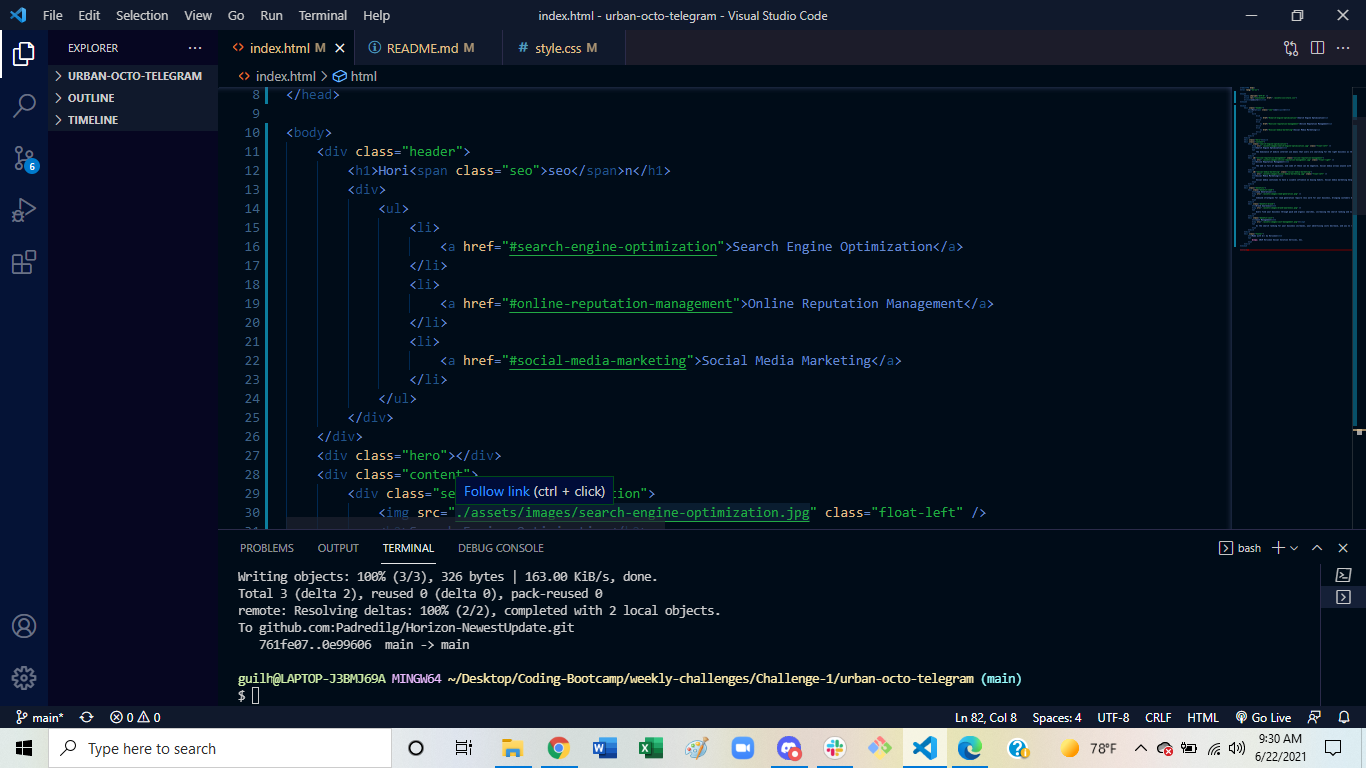 File Edit Selection View Go Run Terminal Help index.html - urban-octo-telegram - Visual Studio Code
EXPLORER
index.html M
README.md M
# style.css M
URBAN-OCTO-TELEGRAM
OUTLINE
TIMELINE
6
index.html > html
8 </head>
9
10 <body>
11 <div class="header">
12 <h1>Hori<span class="seo">seo</span>n</h1>
13 <div>
14 <ul>
15 <li>
16 <a href="#search-engine-optimization">Search Engine Optimization</a>
17 </li>
18 <li>
19 <a href="#online-reputation-management">Online Reputation Management</a>
20 </li>
21 <li>
22 <a href="#social-media-marketing">Social Media Marketing</a>
23 </li>
24 </ul>
25 </div>
26 </div>
27 <div class="hero"></div>
28 <div class="content">
Follow link (ctrl + click)
29 <div class="se ion">
30 <img src="./assets/images/search-engine-optimization.jpg" class="float-left" />
PROBLEMS OUTPUT TERMINAL DEBUG CONSOLE
bash
Writing objects: 100% (3/3), 326 bytes | 163.00 KiB/s, done.
Total 3 (delta 2), reused 0 (delta 0), pack-reused 0
remote: Resolving deltas: 100% (2/2), completed with 2 local objects.
To github.com:Padredilg/Horizon-NewestUpdate.git
761fe07..0e99606 main -> main
guilh@LAPTOP-J3BMJ69A MINGW64 ~/Desktop/Coding-Bootcamp/weekly-challenges/Challenge-1/urban-octo-telegram (main)
$
main* 0 0 Ln 82, Col 8 Spaces: 4 UTF-8 CRLF HTML Go Live
Type here to search
78°F
9:30 AM
6/22/2021